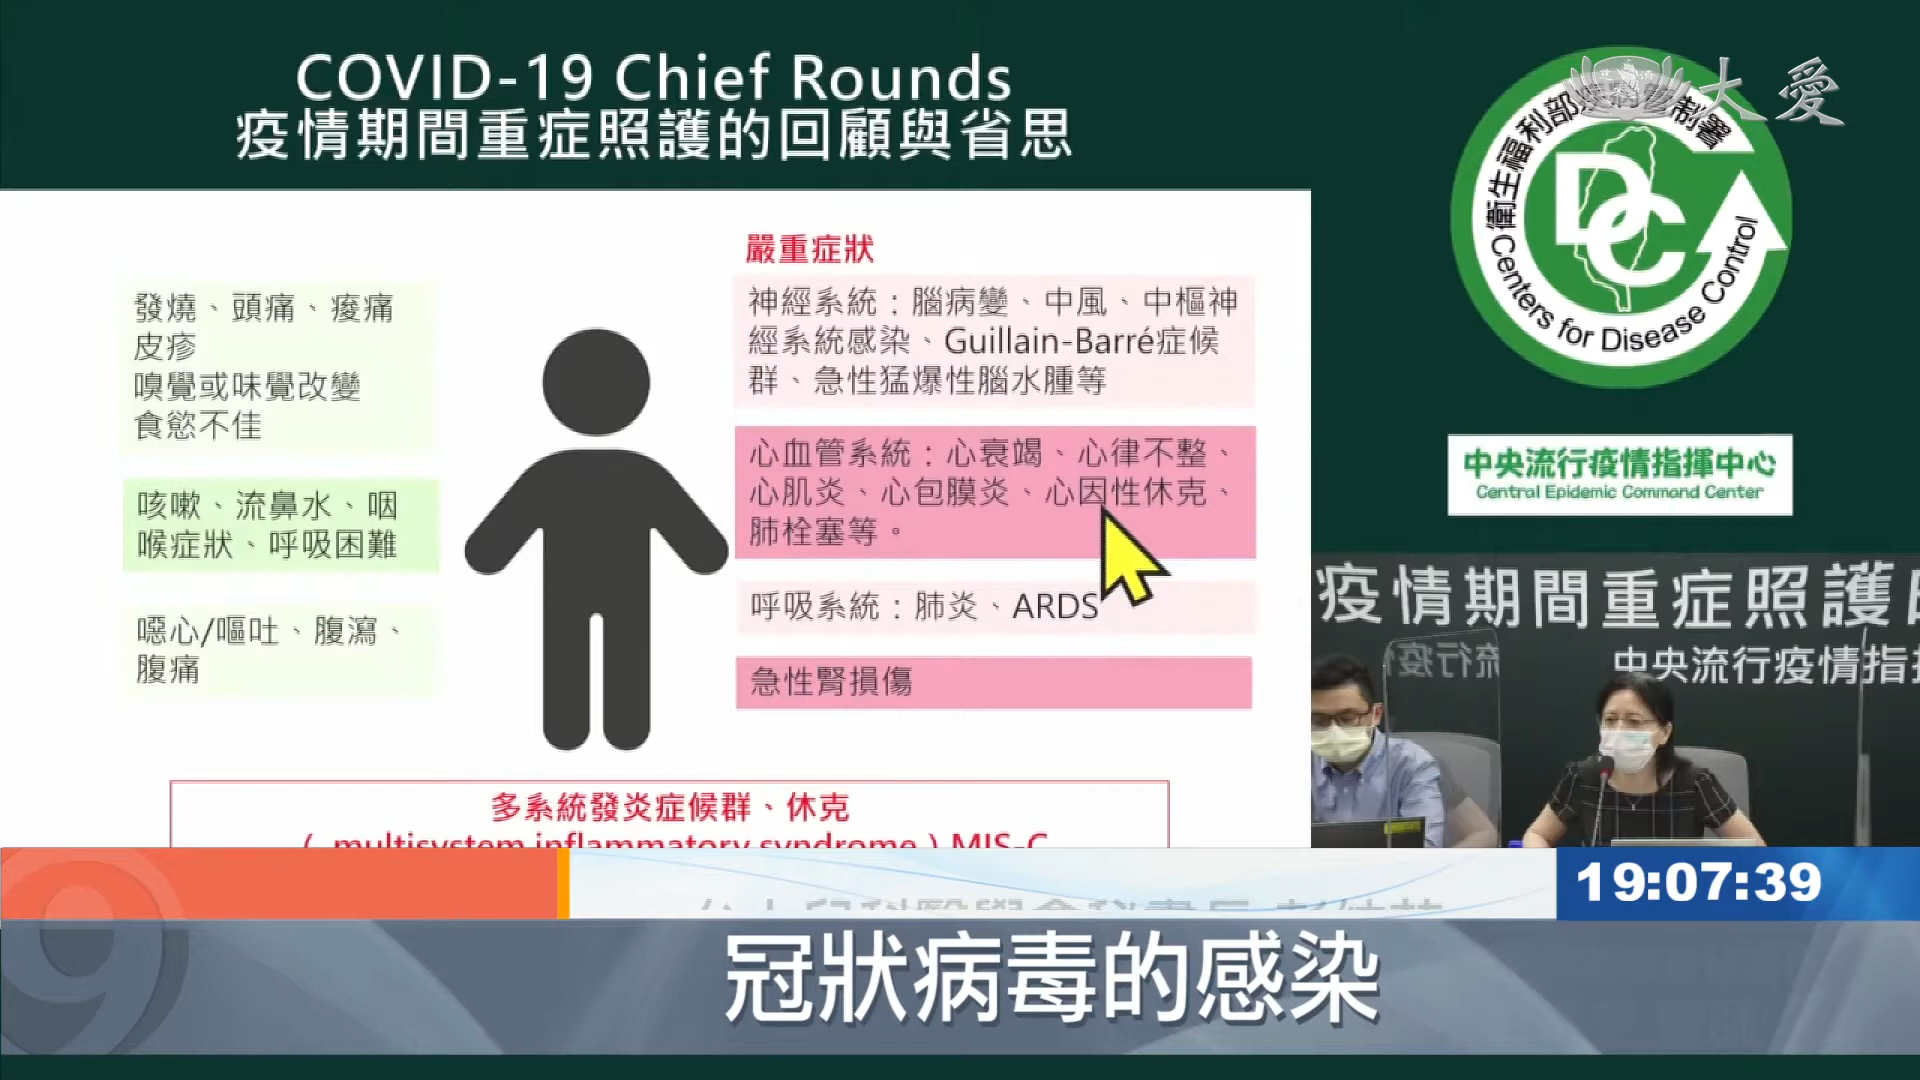 COVID-19 Chief Rounds
疫情期間重症照護的回顧與省思
大愛
衛生福利部
制署
CDC
Centers for Disease Control
中央流行疫情指揮中心
Central Epidemic Command Center
發燒、頭痛、痠痛
皮疹
嗅覺或味覺改變
食慾不佳
咳嗽、流鼻水、咽
喉症狀、呼吸困難
噁心/嘔吐、腹瀉、
腹痛
嚴重症狀
神經系統：腦病變、中風、中樞神
經系統感染、Guillain-Barré症候
群、急性猛爆性腦水腫等
心血管系統：心衰竭、心律不整、
心肌炎、心包膜炎、心因性休克、
肺栓塞等。
呼吸系統：肺炎、ARDS
急性腎損傷
多系統發炎症候群、休克
( multisystem inflammatory syndrome ) MIS-C
疫情期間重症照護
中央流行疫情指
19:07:39
冠狀病毒的感染